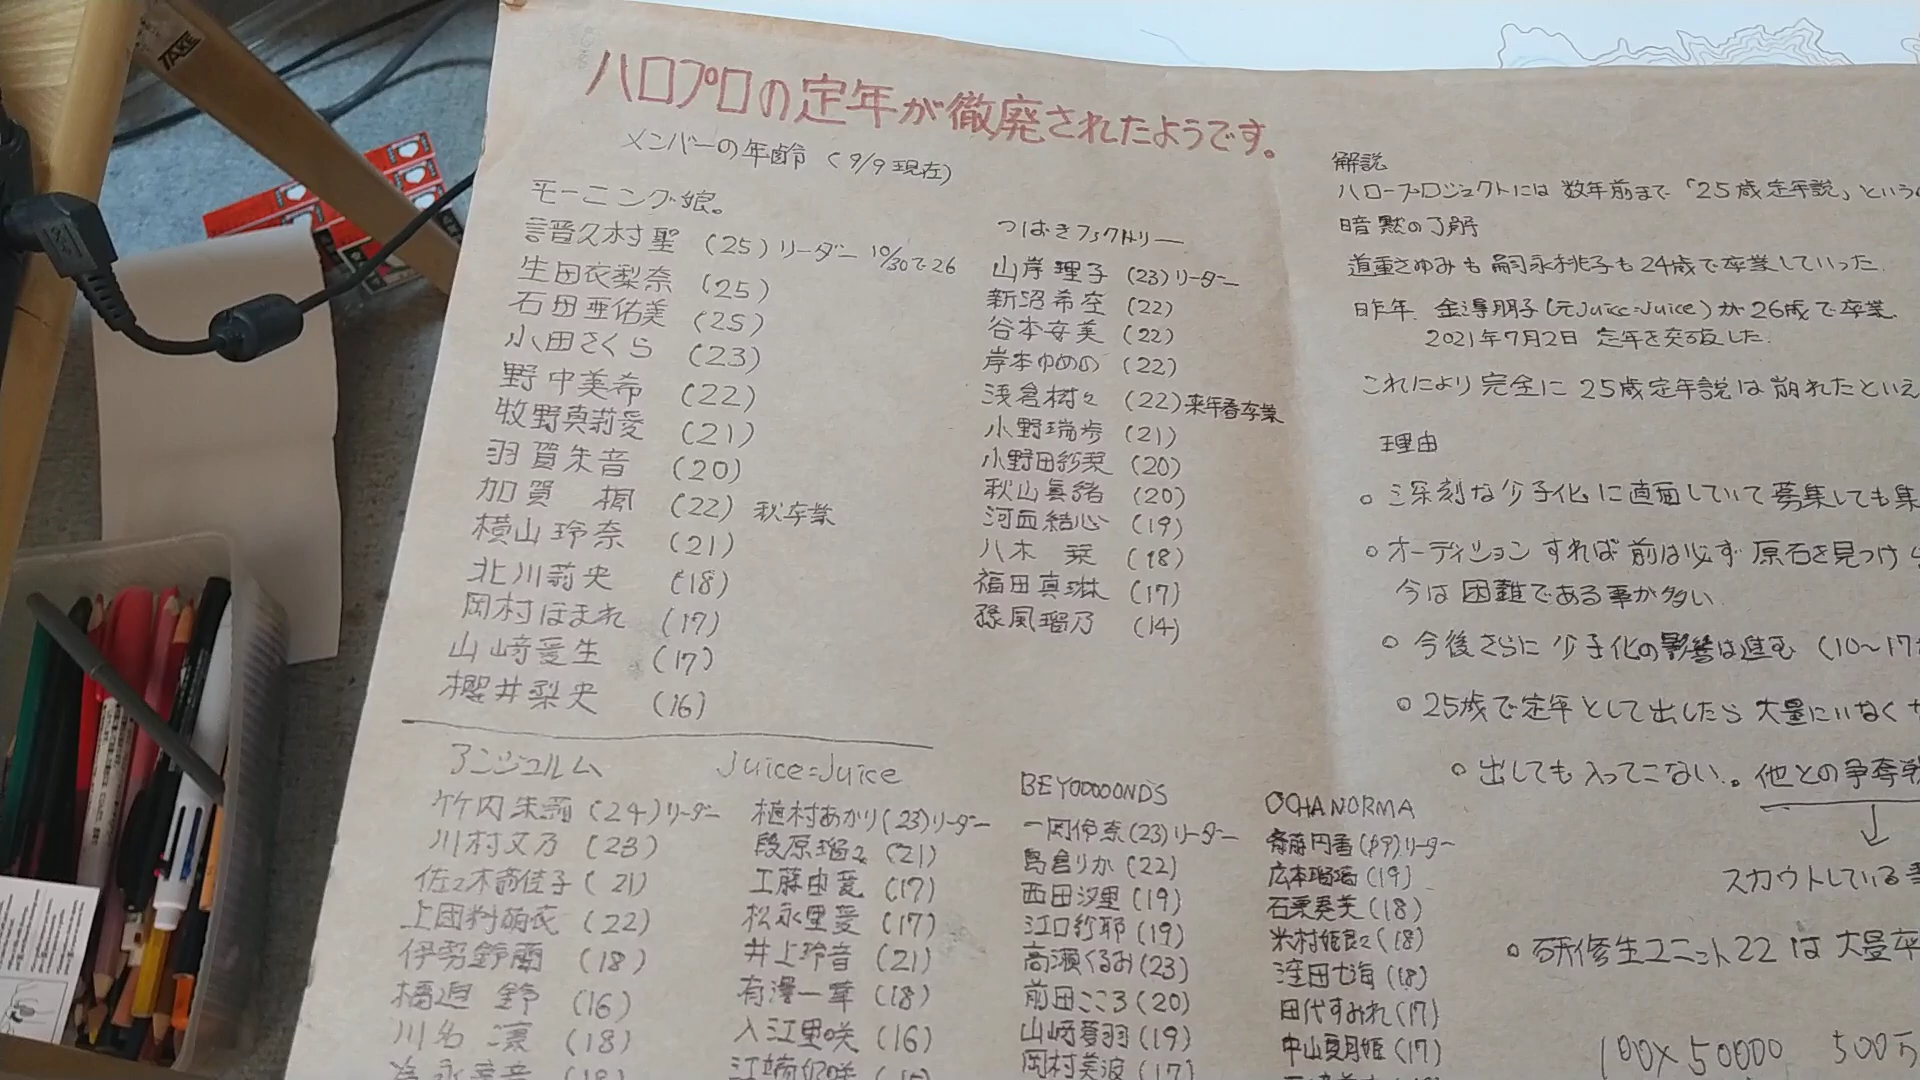 TAKE
ハロプロの定年が徹廃されたようです。
メンバーの年齢 (9/9 現在)
モーニング娘。
譜久村聖 (25) リーダー 10/30で26
生田衣梨奈 (25)
石田亜佑美 (25)
小田さくら (23)
野中美希 (22)
牧野真莉愛 (21)
羽賀朱音 (20)
加賀 楓 (22) 秋卒業
横山玲奈 (21)
北川莉央 (18)
岡村ほまれ (17)
山﨑愛生 (17)
櫻井梨央 (16)
つばきファクトリー
山岸理子 (23)リーダー
新沼希空 (22)
谷本安美 (22)
岸本ゆめの (22)
浅倉樹々 (22)来年春卒業
小野瑞歩 (21)
小野田紗栞 (20)
秋山眞緒 (20)
河西結心 (19)
八木 栞 (18)
福田真琳 (17)
豫風瑠乃 (14)
アンジュルム
竹内朱莉 (24)リーダー
川村文乃 (23)
佐々木莉佳子 (21)
上國料萌衣 (22)
伊勢鈴蘭 (18)
橋迫 鈴 (16)
川名 凜 (18)
為永幸音 (18)
Juice=Juice
植村あかり(23)リーダー
段原瑠々 (21)
工藤由愛 (17)
松永里愛 (17)
井上玲音 (21)
有澤一華 (18)
入江里咲 (16)
江端妃咲 (15)
BEYOOOOONDS
一岡伶奈(23)リーダー
島倉りか (22)
西田汐里 (19)
江口紗耶 (19)
高瀬くるみ(23)
前田こころ (20)
山﨑夢羽 (19)
岡村美波 (17)
OCHA NORMA
斉藤円香(19)リーダー
広本瑠璃 (19)
石栗奏美 (18)
米村姫良々 (18)
窪田七海 (18)
田代すみれ (17)
中山夏月姫 (17)
解説
ハロープロジェクトには 数年前まで「25歳定年説」という
暗黙の了解
道重さゆみも 嗣永桃子も 24歳で卒業していった.
昨年. 金澤朋子(元Juice=Juice) が 26歳で卒業.
2021年7月2日 定年を突破した.
これにより 完全に 25歳定年説は 崩れたといえ
理由
○ 深刻な少子化に直面していて 募集しても集
○ オーディションすれば 前は必ず 原石を見つけ
今は 困難である事が多い.
○ 今後さらに 少子化の影響は進む (10〜17
○ 25歳で定年として出したら 大量にいなく
○ 出しても入ってこない.。他との争奪戦
↓
スカウトしている
○ 研修生ユニット22 は 大量卒
100×50000 500万